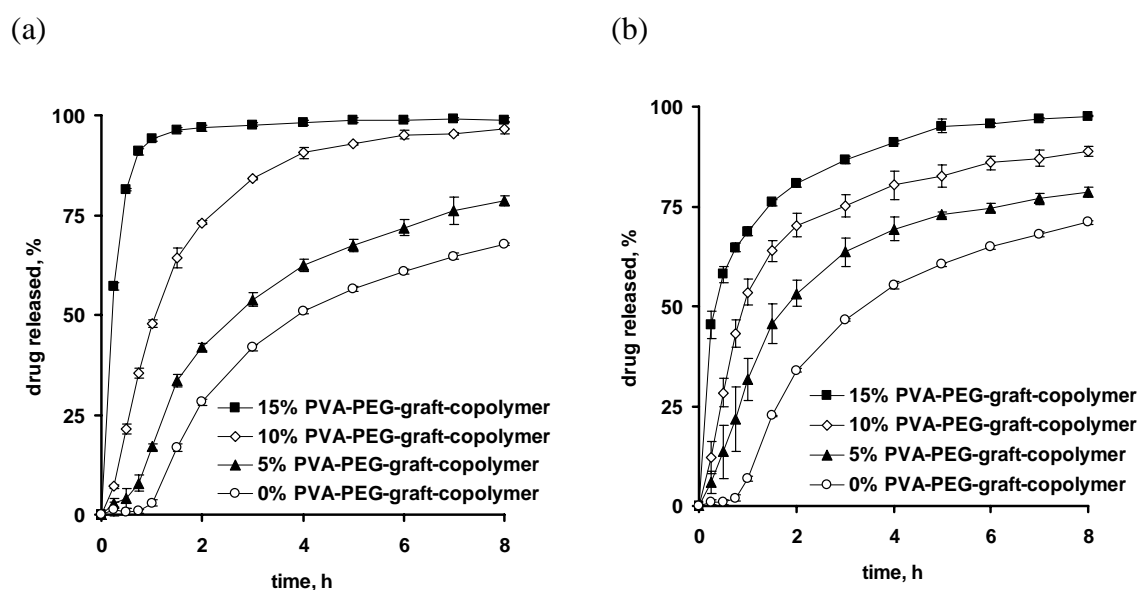 (a)
100
75
50
25
0
drug released, %
0 2 4 6 8
time, h
15% PVA-PEG-graft-copolymer
10% PVA-PEG-graft-copolymer
5% PVA-PEG-graft-copolymer
0% PVA-PEG-graft-copolymer
(b)
100
75
50
25
0
drug released, %
0 2 4 6 8
time, h
15% PVA-PEG-graft-copolymer
10% PVA-PEG-graft-copolymer
5% PVA-PEG-graft-copolymer
0% PVA-PEG-graft-copolymer